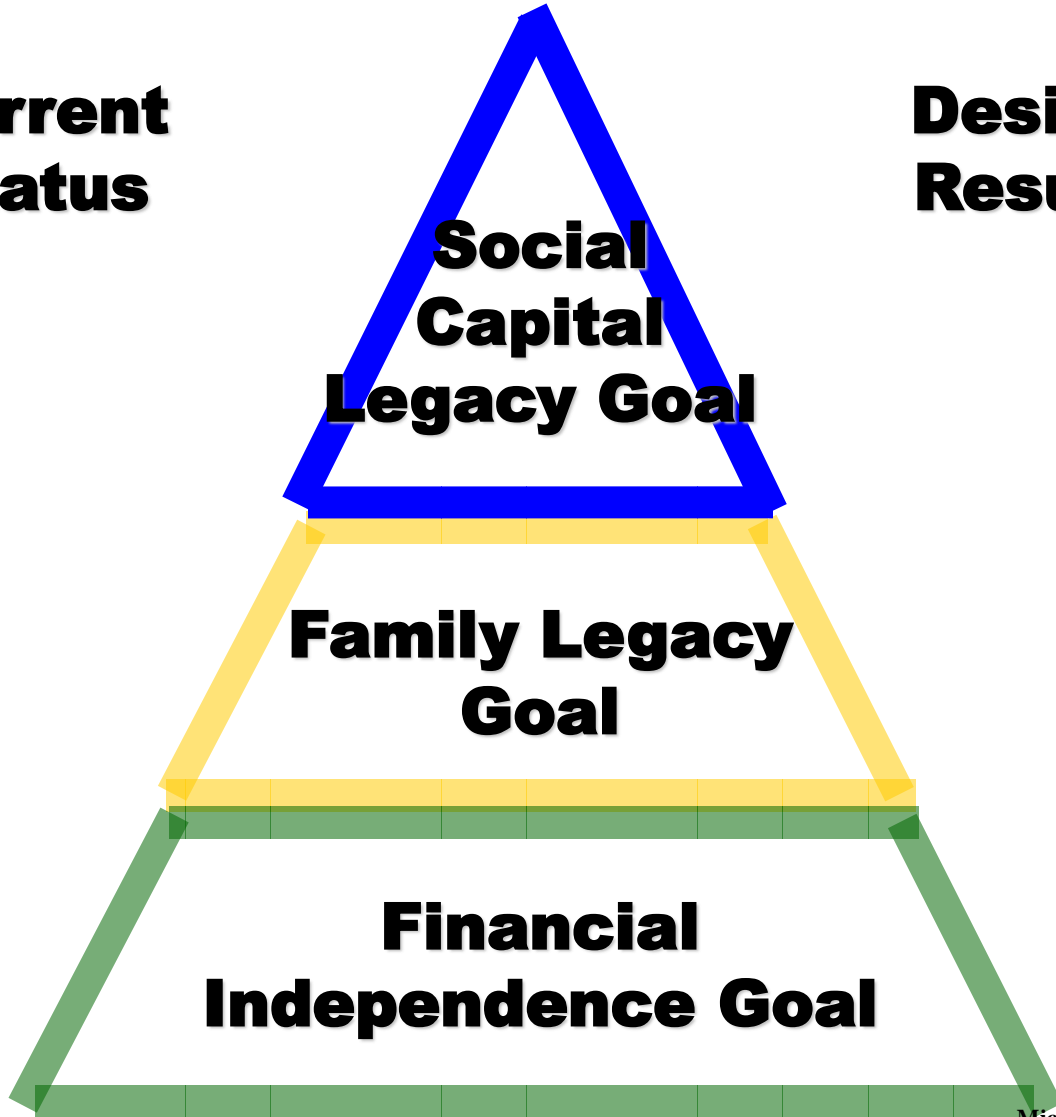 rrent
atus
Desi
Resu
Social
Capital
Legacy Goal
Family Legacy
Goal
Financial
Independence Goal